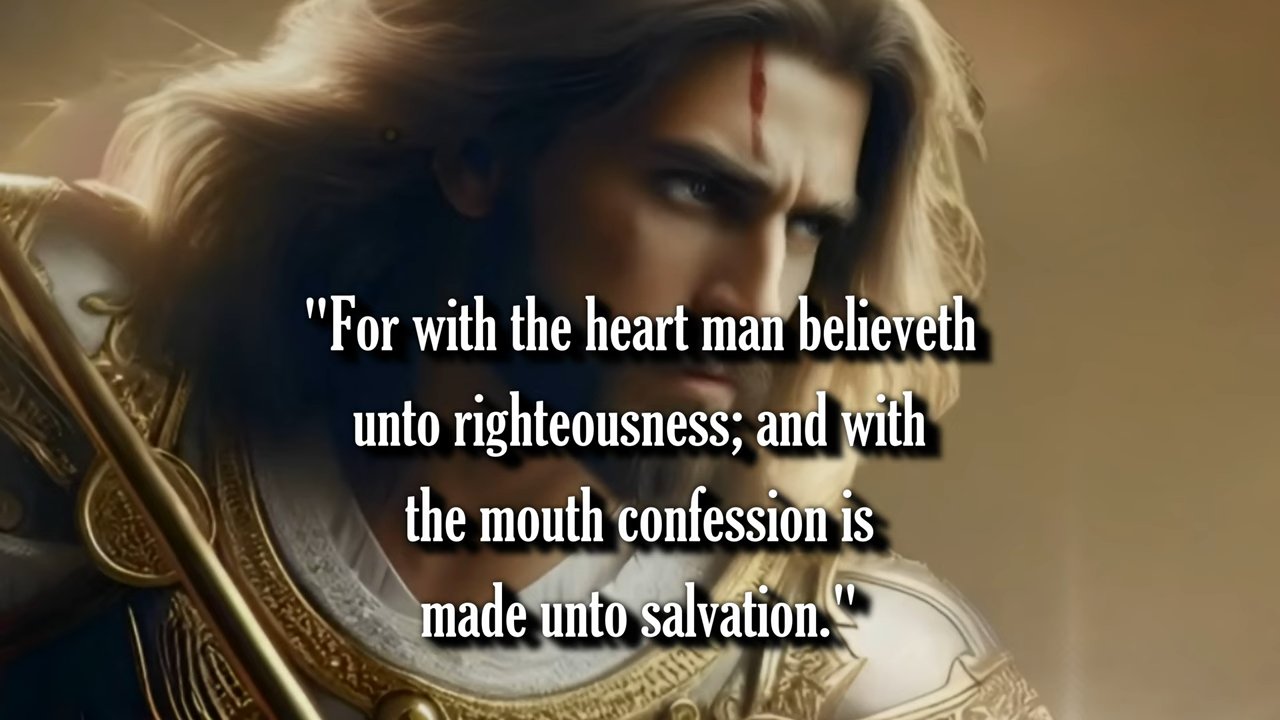 "For with the heart man believeth
unto righteousness; and with
the mouth confession is
made unto salvation."